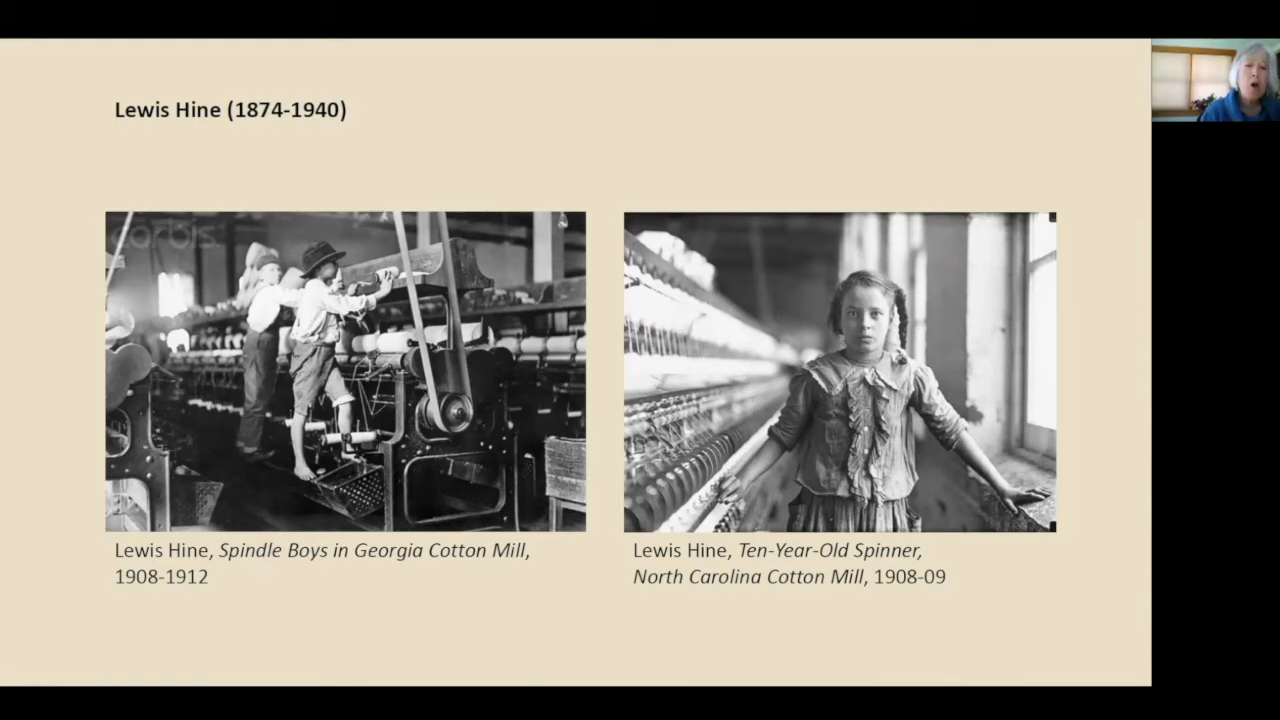 Lewis Hine (1874-1940)
corbis
Lewis Hine, Spindle Boys in Georgia Cotton Mill,
1908-1912
Lewis Hine, Ten-Year-Old Spinner,
North Carolina Cotton Mill, 1908-09